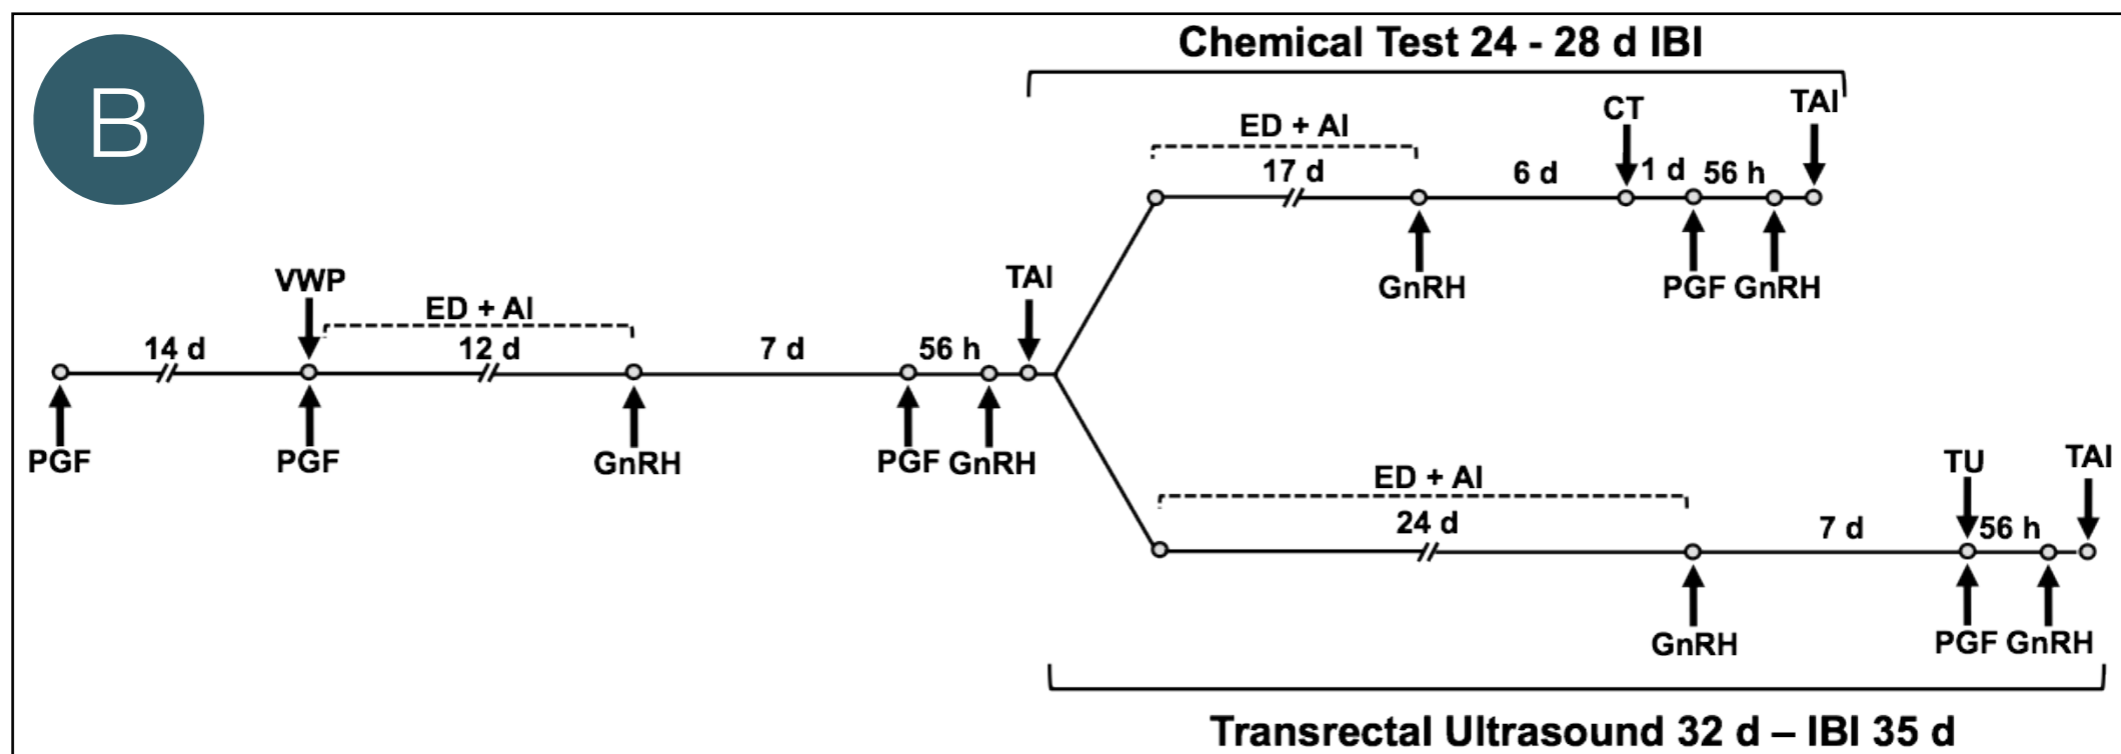 B
Chemical Test 24 - 28 d IBI
CT
TAI
ED + AI
17 d
6 d
1 d
56 h
GnRH
PGF
GnRH
VWP
ED + AI
TAI
14 d
12 d
7 d
56 h
PGF
PGF
GnRH
PGF
GnRH
ED + AI
TU
TAI
24 d
7 d
56 h
GnRH
PGF
GnRH
Transrectal Ultrasound 32 d – IBI 35 d